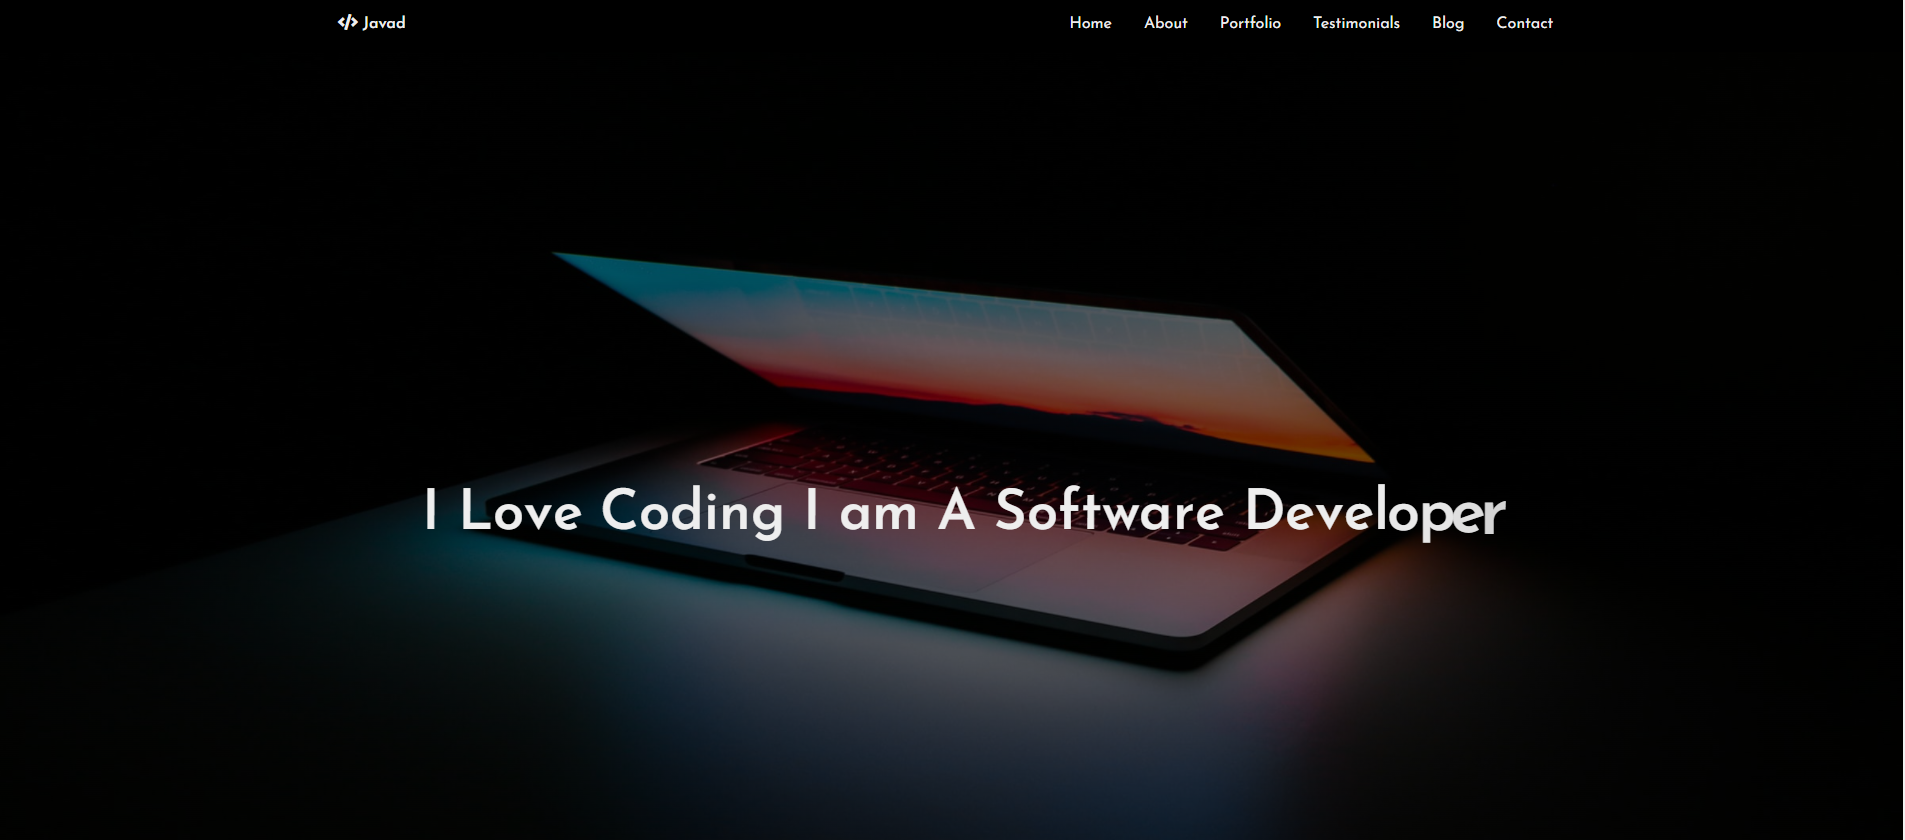 Javad
Home About Portfolio Testimonials Blog Contact
I Love Coding I am A Software Developer